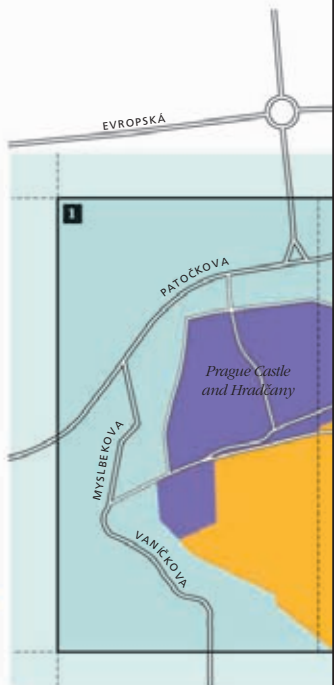 EVROPSKÁ
1
PATOČKOVA
Prague Castle
and Hradčany
MYSLBEKOVA
VANÍČKOVA